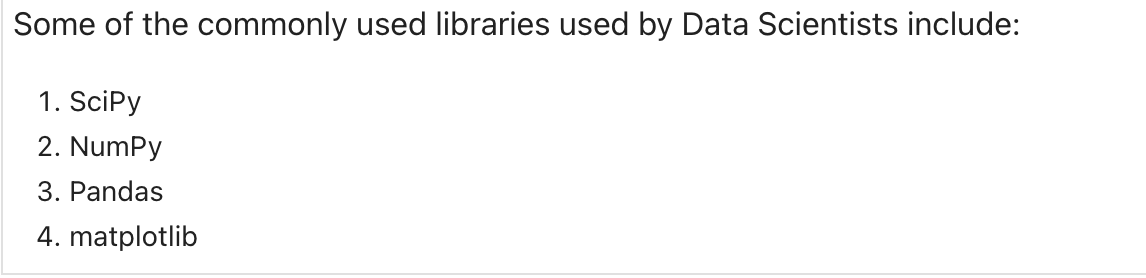 Some of the commonly used libraries used by Data Scientists include:
1. SciPy
2. NumPy
3. Pandas
4. matplotlib